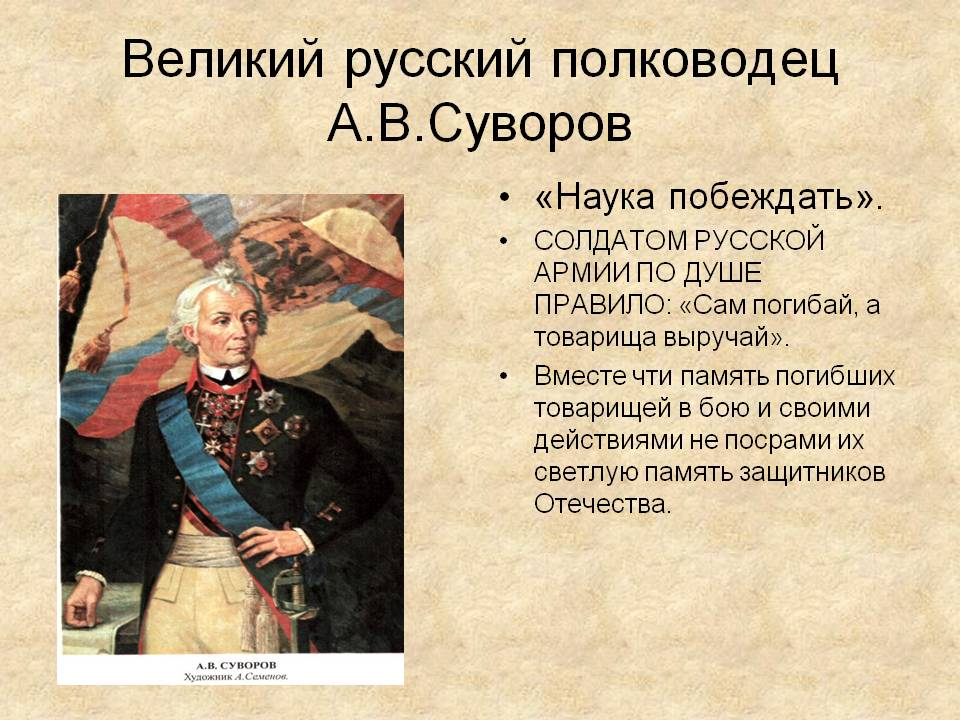 Великий русский полководец
А.В.Суворов
• «Наука побеждать».
• СОЛДАТОМ РУССКОЙ
АРМИИ ПО ДУШЕ
ПРАВИЛО: «Сам погибай, а
товарища выручай».
• Вместе чти память погибших
товарищей в бою и своими
действиями не посрами их
светлую память защитников
Отечества.
А.В. СУВОРОВ
Художник А.Семенов.